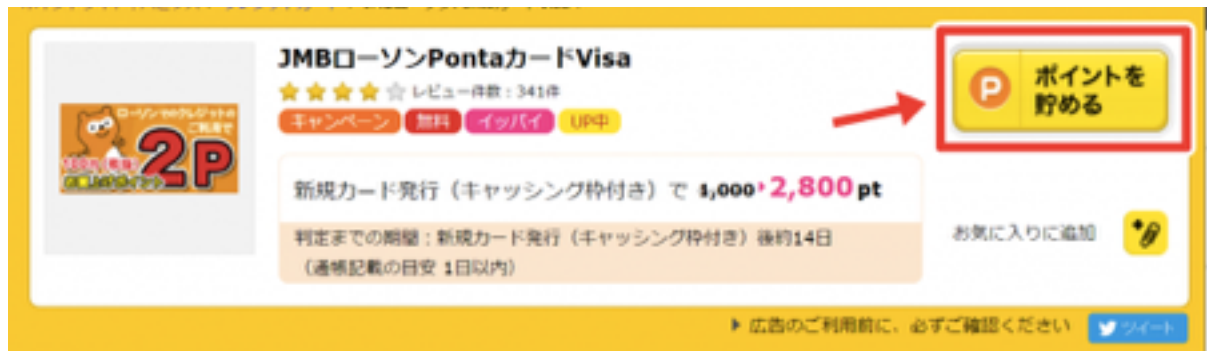 JMBローソンPontaカードVisa
レビュー件数：341件
キャンペーン 無料 イッパイ UP中
ローソンでのクレジットの
ご利用で
2P
新規カード発行（キャッシング枠付き）で 1,000 2,800 pt
判定までの期間：新規カード発行（キャッシング枠付き）後約14日
（通帳記載の目安 1日以内）
P ポイントを
貯める
お気に入りに追加
広告のご利用前に、必ずご確認ください
ツイート